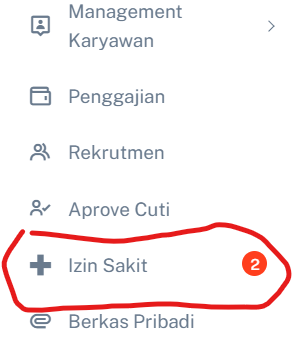 Management
Karyawan
Penggajian
Rekrutmen
Aprove Cuti
Izin Sakit 2
Berkas Pribadi